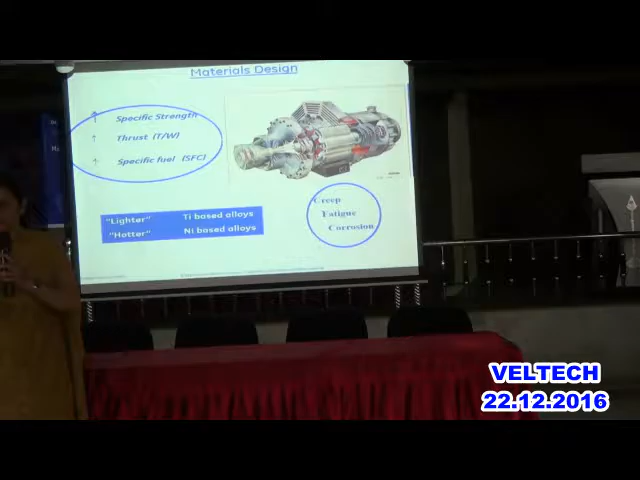 Materials Design
↑ Specific Strength
↑ Thrust (T/W)
↑ Specific fuel (SFC)
"Lighter" Ti based alloys
"Hotter" Ni based alloys
Creep
Fatigue
Corrosion
VELTECH
22.12.2016